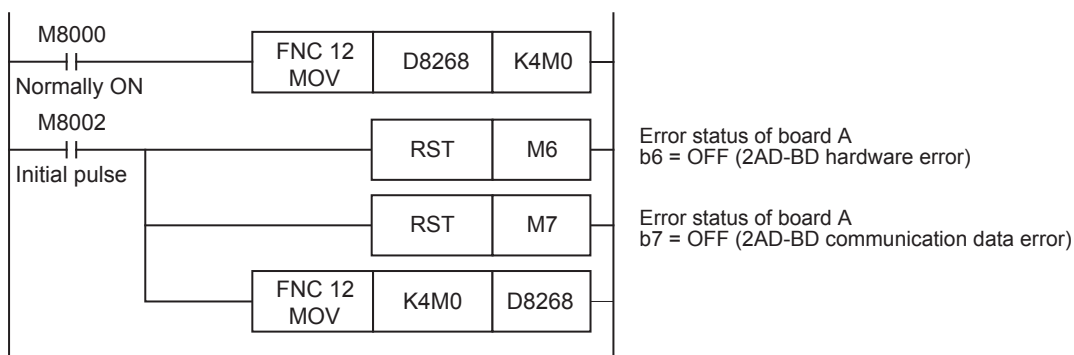 M8000
FNC 12
MOV
D8268
K4M0
Normally ON
M8002
RST
M6
Error status of board A
b6 = OFF (2AD-BD hardware error)
Initial pulse
RST
M7
Error status of board A
b7 = OFF (2AD-BD communication data error)
FNC 12
MOV
K4M0
D8268